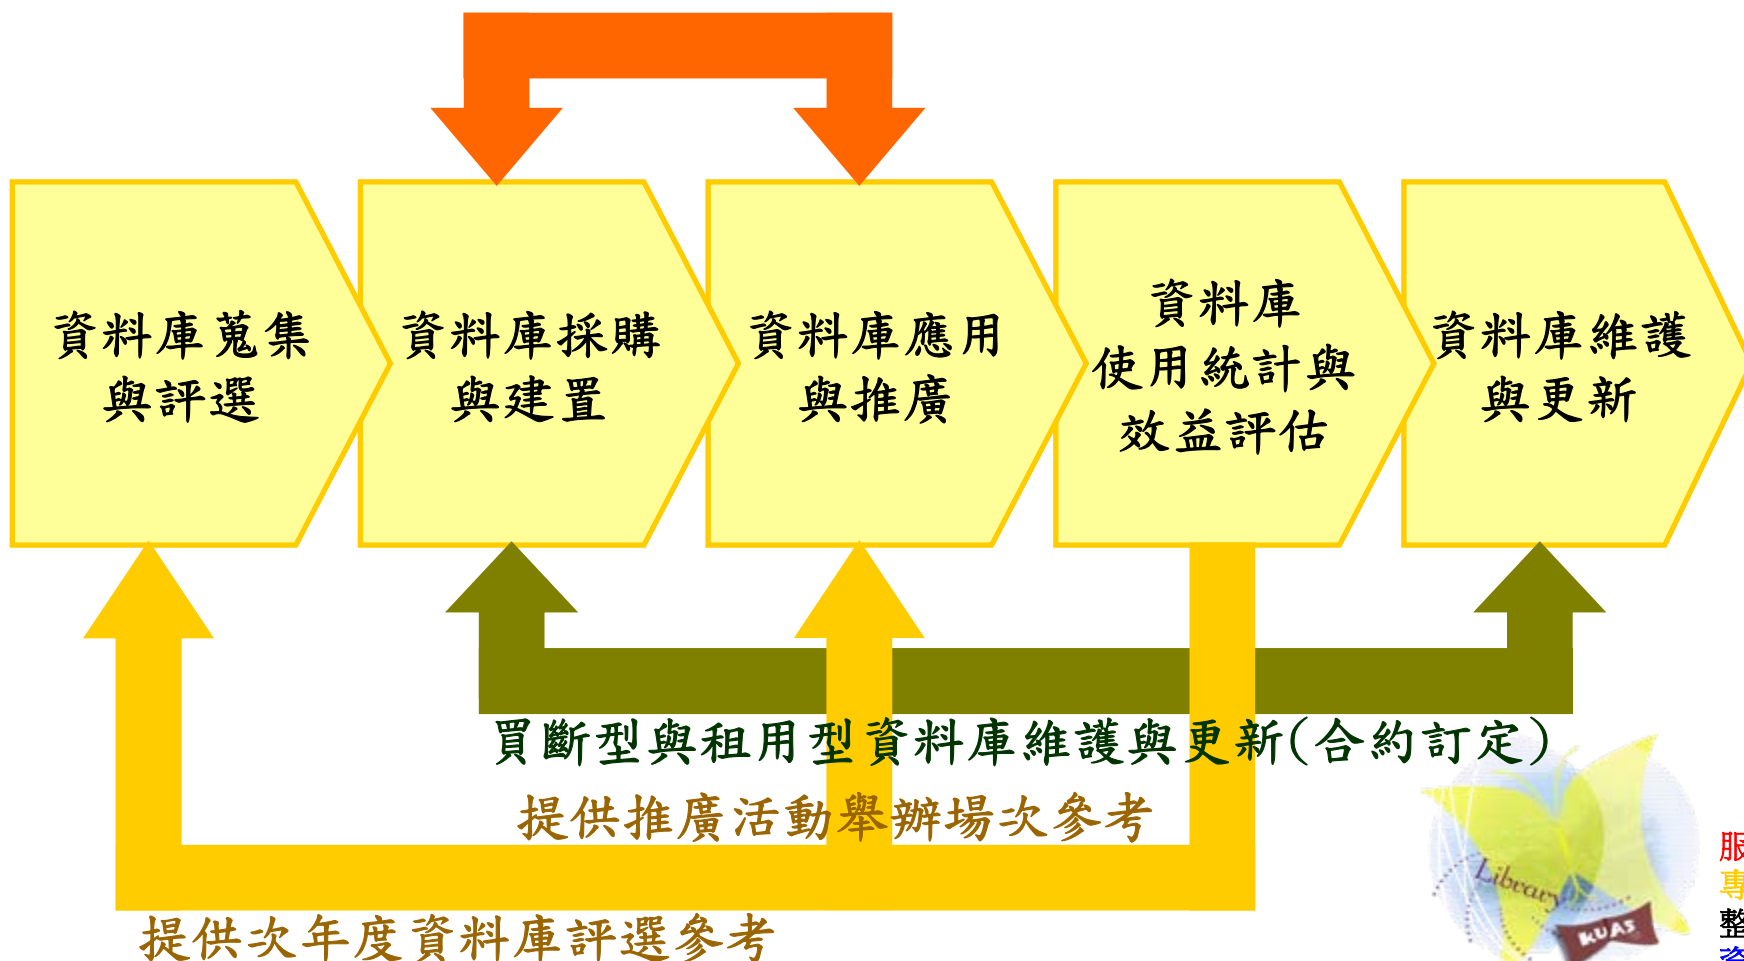 資料庫蒐集
與評選
資料庫採購
與建置
資料庫應用
與推廣
資料庫
使用統計與
效益評估
資料庫維護
與更新
買斷型與租用型資料庫維護與更新(合約訂定)
提供推廣活動舉辦場次參考
提供次年度資料庫評選參考
Library
KUAS
服
專
整
資